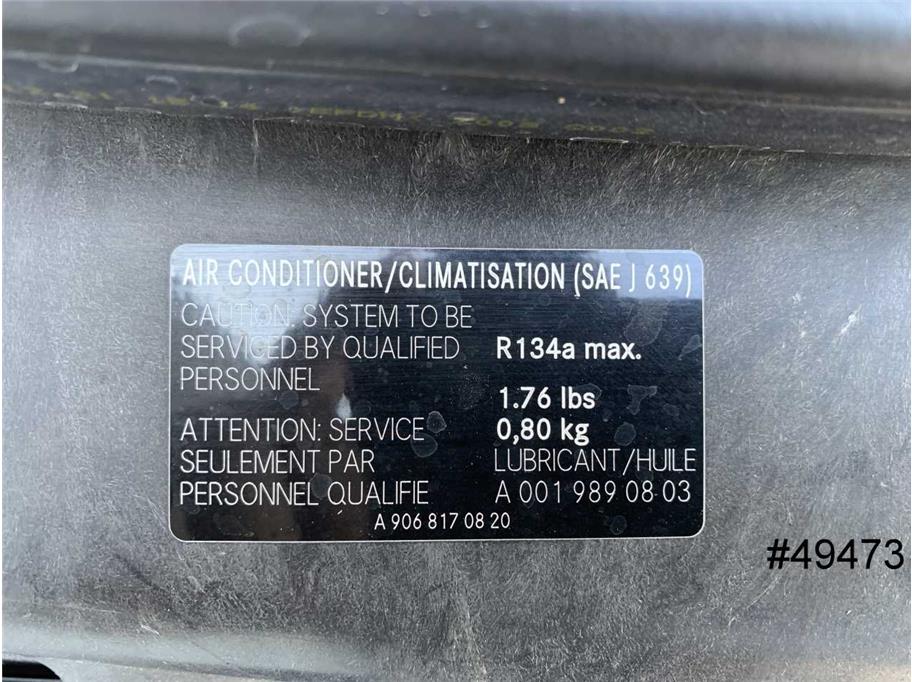 AIR CONDITIONER/CLIMATISATION (SAE J 639)
CAUTION: SYSTEM TO BE
SERVICED BY QUALIFIED
PERSONNEL
R134a max.
1.76 lbs
0,80 kg
ATTENTION: SERVICE
SEULEMENT PAR
PERSONNEL QUALIFIE
LUBRICANT/HUILE
A 001 989 08 03
A 906 817 08 20
#49473